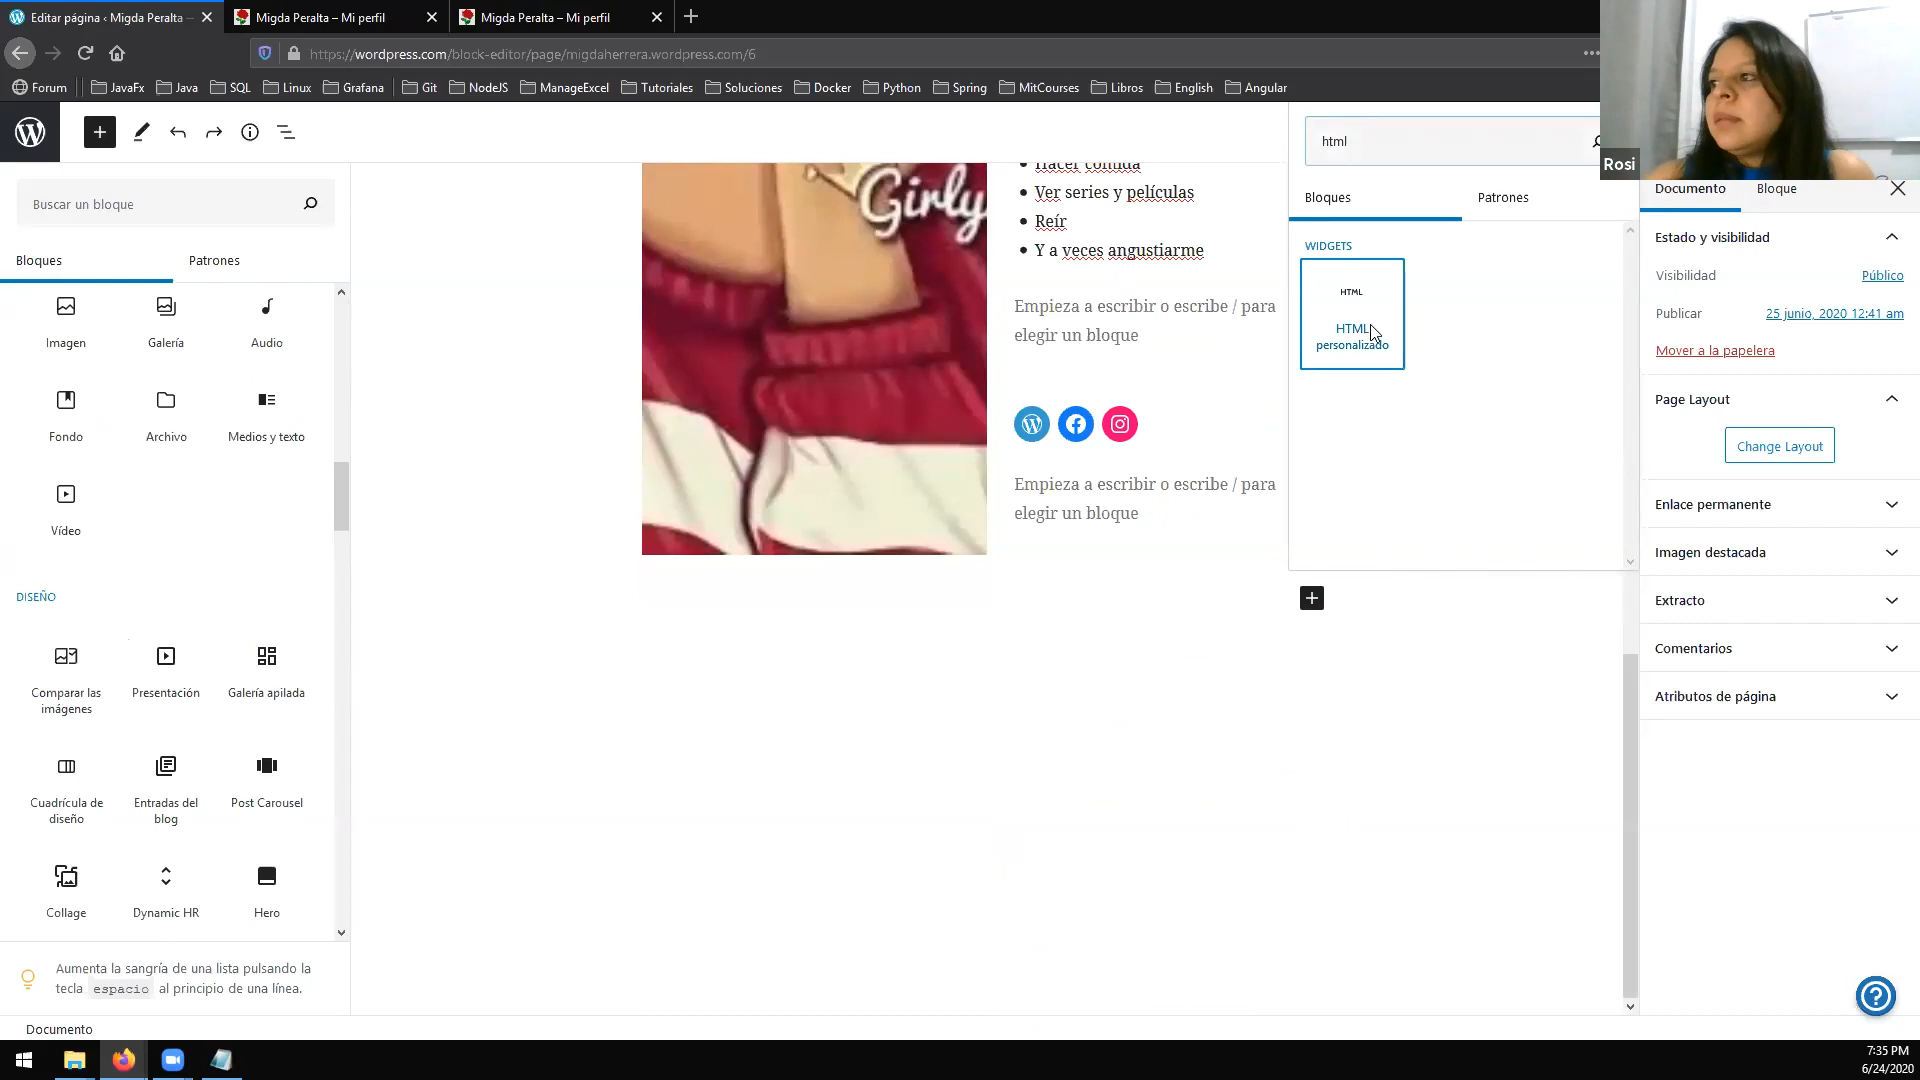 Editar página ‹ Migda Peralta —
Migda Peralta – Mi perfil
Migda Peralta – Mi perfil
https://wordpress.com/block-editor/page/migdaherrera.wordpress.com/6
Forum
JavaFx
Java
SQL
Linux
Grafana
Git
NodeJS
ManageExcel
Tutoriales
Soluciones
Docker
Python
Spring
MitCourses
Libros
English
Angular
Rosi
Buscar un bloque
Bloques
Patrones
Imagen
Galería
Audio
Fondo
Archivo
Medios y texto
Vídeo
DISEÑO
Comparar las
imágenes
Presentación
Galería apilada
Cuadrícula de
diseño
Entradas del
blog
Post Carousel
Collage
Dynamic HR
Hero
Aumenta la sangría de una lista pulsando la
tecla espacio al principio de una línea.
Documento
Girly
Hacer comida
Ver series y películas
Reír
Y a veces angustiarme
Empieza a escribir o escribe / para
elegir un bloque
Empieza a escribir o escribe / para
elegir un bloque
html
Bloques
Patrones
WIDGETS
HTML
HTML
personalizado
Documento
Bloque
Estado y visibilidad
Visibilidad
Público
Publicar
25 junio, 2020 12:41 am
Mover a la papelera
Page Layout
Change Layout
Enlace permanente
Imagen destacada
Extracto
Comentarios
Atributos de página
7:35 PM
6/24/2020